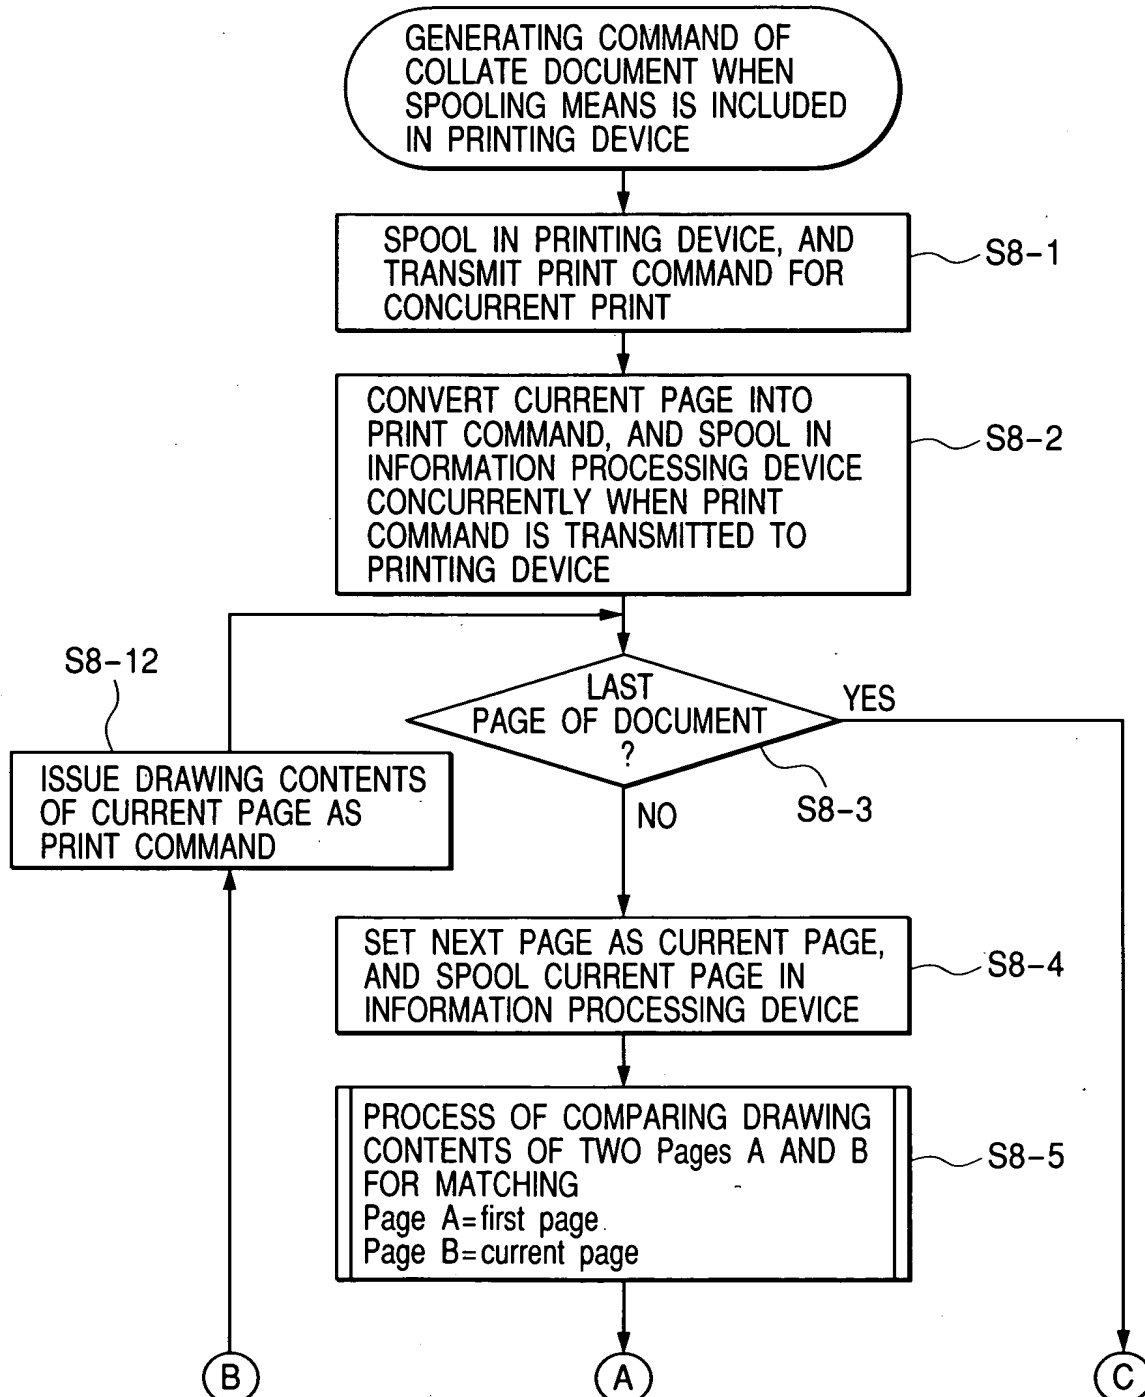 GENERATING COMMAND OF
COLLATE DOCUMENT WHEN
SPOOLING MEANS IS INCLUDED
IN PRINTING DEVICE
SPOOL IN PRINTING DEVICE, AND
TRANSMIT PRINT COMMAND FOR
CONCURRENT PRINT
S8-1
CONVERT CURRENT PAGE INTO
PRINT COMMAND, AND SPOOL IN
INFORMATION PROCESSING DEVICE
CONCURRENTLY WHEN PRINT
COMMAND IS TRANSMITTED TO
PRINTING DEVICE
S8-2
S8-12
ISSUE DRAWING CONTENTS
OF CURRENT PAGE AS
PRINT COMMAND
LAST
PAGE OF DOCUMENT
?
YES
S8-3
NO
SET NEXT PAGE AS CURRENT PAGE,
AND SPOOL CURRENT PAGE IN
INFORMATION PROCESSING DEVICE
S8-4
PROCESS OF COMPARING DRAWING
CONTENTS OF TWO Pages A AND B
FOR MATCHING
Page A=first page
Page B=current page
S8-5
B
A
C